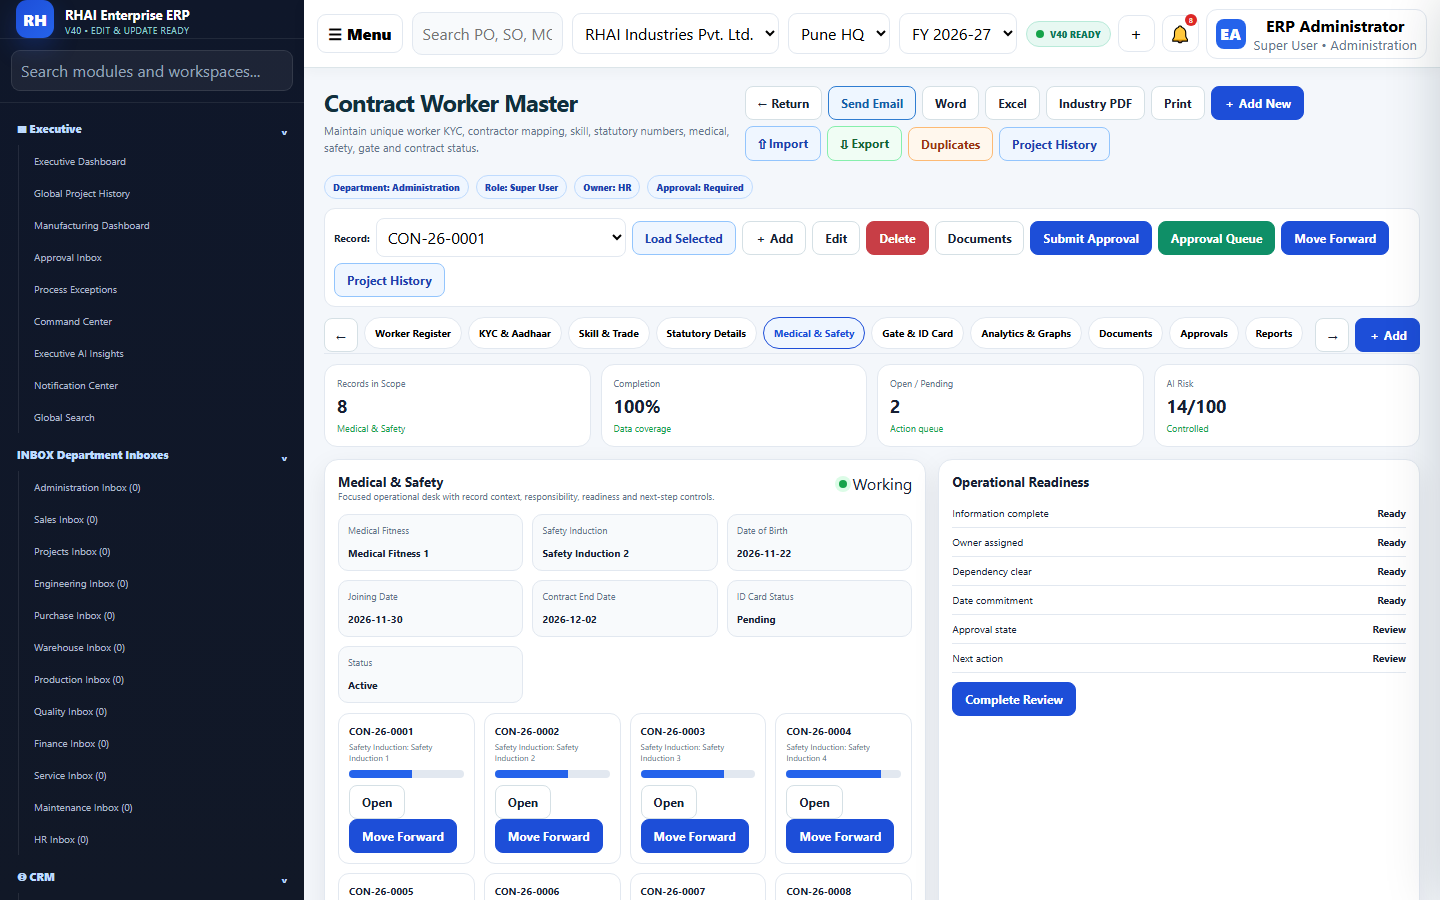 RH
RHAI Enterprise ERP
V40 • EDIT & UPDATE READY
Search modules and workspaces...
Executive
Executive Dashboard
Global Project History
Manufacturing Dashboard
Approval Inbox
Process Exceptions
Command Center
Executive AI Insights
Notification Center
Global Search
INBOX Department Inboxes
Administration Inbox (0)
Sales Inbox (0)
Projects Inbox (0)
Engineering Inbox (0)
Purchase Inbox (0)
Warehouse Inbox (0)
Production Inbox (0)
Quality Inbox (0)
Finance Inbox (0)
Service Inbox (0)
Maintenance Inbox (0)
HR Inbox (0)
CRM
☰ Menu
Search PO, SO, MC
RHAI Industries Pvt. Ltd.
Pune HQ
FY 2026-27
V40 READY
+
8
EA
ERP Administrator
Super User • Administration
Contract Worker Master
Maintain unique worker KYC, contractor mapping, skill, statutory numbers, medical,
safety, gate and contract status.
← Return
Send Email
Word
Excel
Industry PDF
Print
+ Add New
⇧ Import
⇩ Export
Duplicates
Project History
Department: Administration
Role: Super User
Owner: HR
Approval: Required
Record:
CON-26-0001
Load Selected
+ Add
Edit
Delete
Documents
Submit Approval
Approval Queue
Move Forward
Project History
←
Worker Register
KYC & Aadhaar
Skill & Trade
Statutory Details
Medical & Safety
Gate & ID Card
Analytics & Graphs
Documents
Approvals
Reports
→
+ Add
Records in Scope
8
Medical & Safety
Completion
100%
Data coverage
Open / Pending
2
Action queue
AI Risk
14/100
Controlled
Medical & Safety
Focused operational desk with record context, responsibility, readiness and next-step controls.
Working
Medical Fitness
Medical Fitness 1
Safety Induction
Safety Induction 2
Date of Birth
2026-11-22
Joining Date
2026-11-30
Contract End Date
2026-12-02
ID Card Status
Pending
Status
Active
CON-26-0001
Safety Induction: Safety
Induction 1
Open
Move Forward
CON-26-0002
Safety Induction: Safety
Induction 2
Open
Move Forward
CON-26-0003
Safety Induction: Safety
Induction 3
Open
Move Forward
CON-26-0004
Safety Induction: Safety
Induction 4
Open
Move Forward
CON-26-0005
CON-26-0006
CON-26-0007
CON-26-0008
Operational Readiness
Information complete
Ready
Owner assigned
Ready
Dependency clear
Ready
Date commitment
Ready
Approval state
Review
Next action
Review
Complete Review